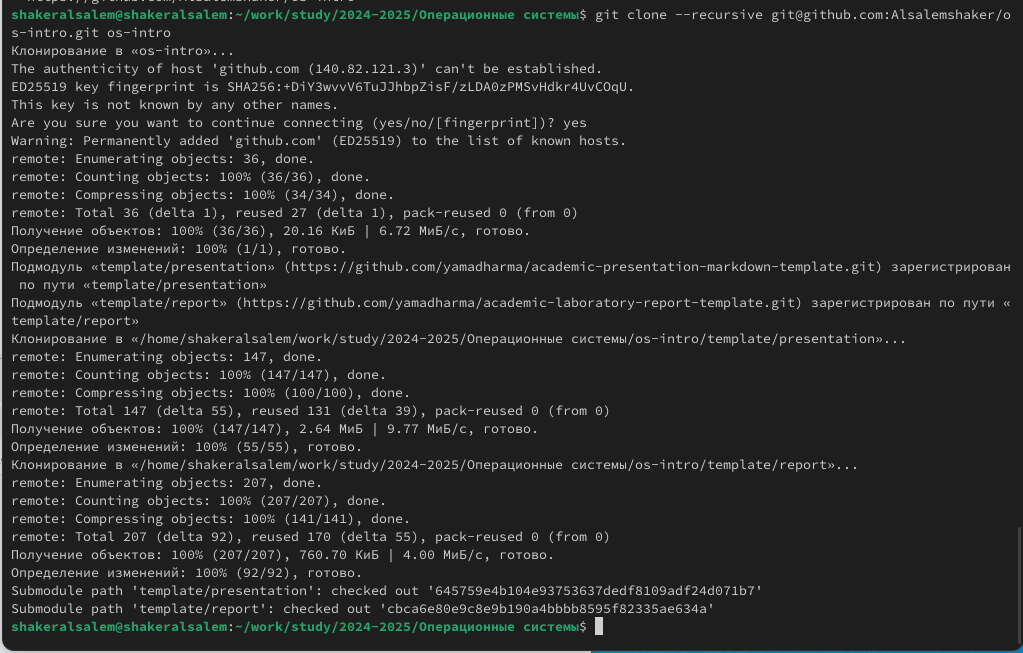 shakeralsalem@shakeralsalem:~/work/study/2024-2025/Операционные системы$ git clone --recursive git@github.com:Alsalemshaker/o
s-intro.git os-intro
Клонирование в «os-intro»...
The authenticity of host 'github.com (140.82.121.3)' can't be established.
ED25519 key fingerprint is SHA256:+DiY3wvvV6TuJJhbpZisF/zLDA0zPMSvHdkr4UvCOqU.
This key is not known by any other names.
Are you sure you want to continue connecting (yes/no/[fingerprint])? yes
Warning: Permanently added 'github.com' (ED25519) to the list of known hosts.
remote: Enumerating objects: 36, done.
remote: Counting objects: 100% (36/36), done.
remote: Compressing objects: 100% (34/34), done.
remote: Total 36 (delta 1), reused 27 (delta 1), pack-reused 0 (from 0)
Получение объектов: 100% (36/36), 20.16 КиБ | 6.72 МиБ/с, готово.
Определение изменений: 100% (1/1), готово.
Подмодуль «template/presentation» (https://github.com/yamadharma/academic-presentation-markdown-template.git) зарегистрирован
 по пути «template/presentation»
Подмодуль «template/report» (https://github.com/yamadharma/academic-laboratory-report-template.git) зарегистрирован по пути «
template/report»
Клонирование в «/home/shakeralsalem/work/study/2024-2025/Операционные системы/os-intro/template/presentation»...
remote: Enumerating objects: 147, done.
remote: Counting objects: 100% (147/147), done.
remote: Compressing objects: 100% (100/100), done.
remote: Total 147 (delta 55), reused 131 (delta 39), pack-reused 0 (from 0)
Получение объектов: 100% (147/147), 2.64 МиБ | 9.77 МиБ/с, готово.
Определение изменений: 100% (55/55), готово.
Клонирование в «/home/shakeralsalem/work/study/2024-2025/Операционные системы/os-intro/template/report»...
remote: Enumerating objects: 207, done.
remote: Counting objects: 100% (207/207), done.
remote: Compressing objects: 100% (141/141), done.
remote: Total 207 (delta 92), reused 170 (delta 55), pack-reused 0 (from 0)
Получение объектов: 100% (207/207), 760.70 КиБ | 4.00 МиБ/с, готово.
Определение изменений: 100% (92/92), готово.
Submodule path 'template/presentation': checked out '645759e4b104e93753637dedf8109adf24d071b7'
Submodule path 'template/report': checked out 'cbca6e80e9c8e9b190a4bbbb8595f82335ae634a'
shakeralsalem@shakeralsalem:~/work/study/2024-2025/Операционные системы$